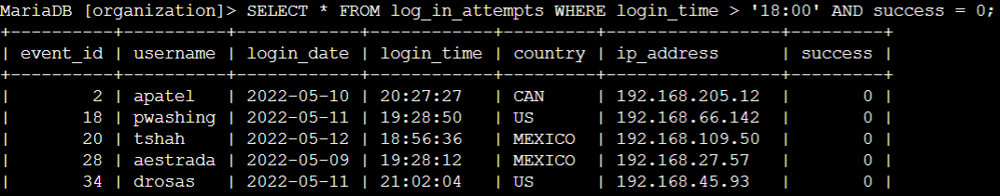 MariaDB [organization]> SELECT * FROM log_in_attempts WHERE login_time > '18:00' AND success = 0;
+----------+----------+------------+------------+---------+----------------+---------+
| event_id | username | login_date | login_time | country | ip_address     | success |
+----------+----------+------------+------------+---------+----------------+---------+
|        2 | apatel   | 2022-05-10 | 20:27:27   | CAN     | 192.168.205.12 |       0 |
|       18 | pwashing | 2022-05-11 | 19:28:50   | US      | 192.168.66.142 |       0 |
|       20 | tshah    | 2022-05-12 | 18:56:36   | MEXICO  | 192.168.109.50 |       0 |
|       28 | aestrada | 2022-05-09 | 19:28:12   | MEXICO  | 192.168.27.57  |       0 |
|       34 | drosas   | 2022-05-11 | 21:02:04   | US      | 192.168.45.93  |       0 |